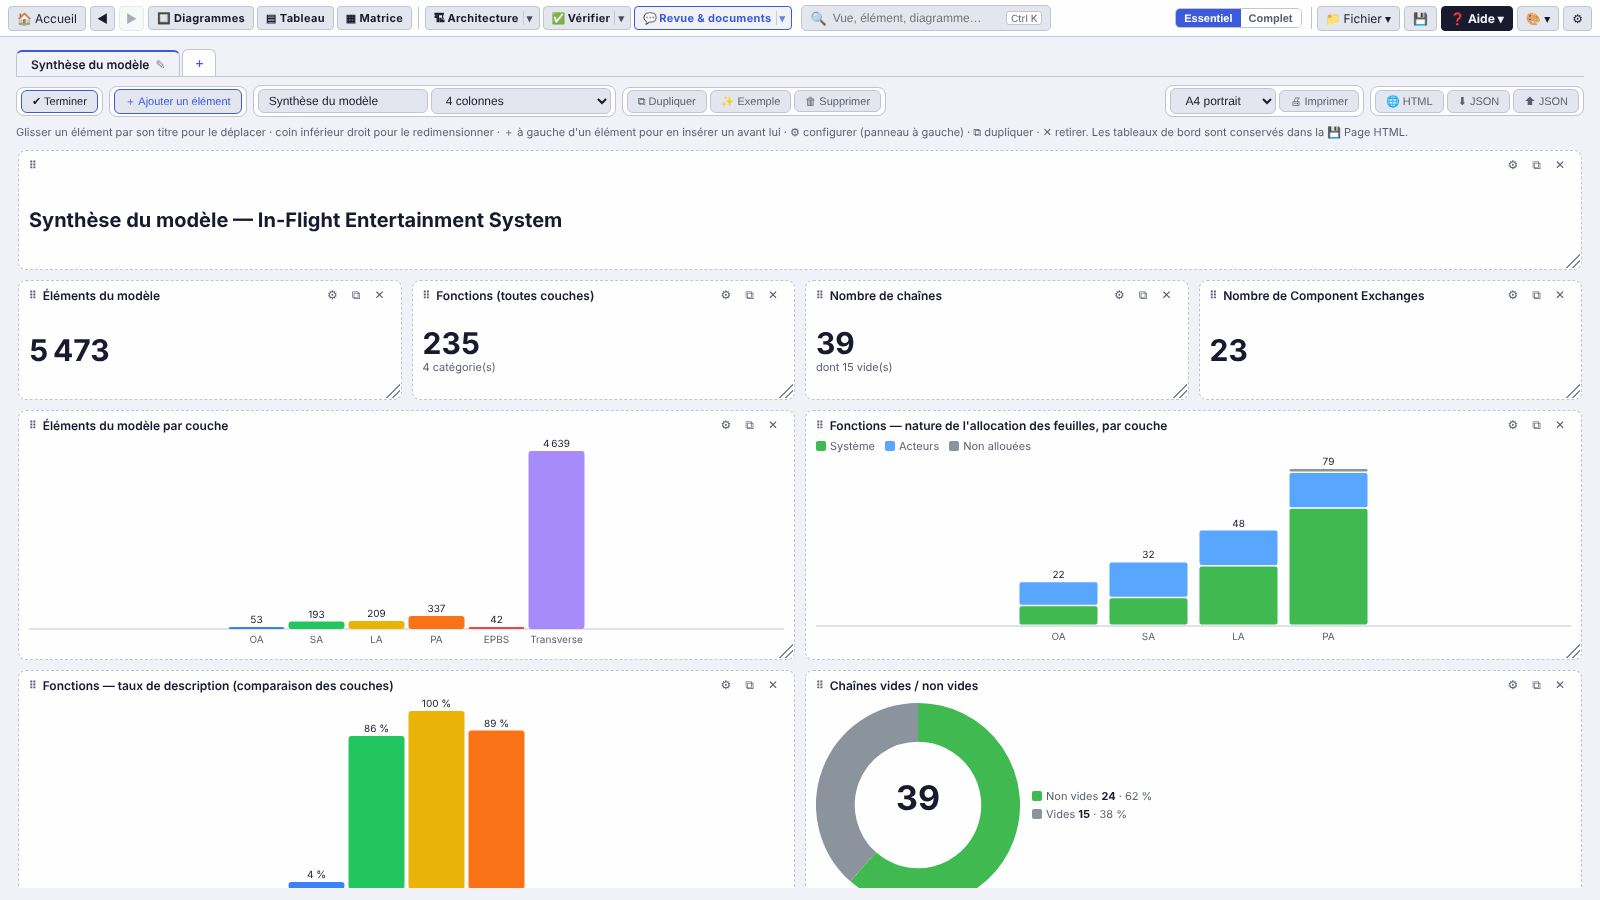 🏠 Accueil ◀ ▶ 🔲 Diagrammes ▤ Tableau ▦ Matrice 🏗 Architecture ▾ ✅ Vérifier ▾ 💬 Revue & documents ▾ 🔍 Vue, élément, diagramme… Ctrl K Essentiel Complet 📁 Fichier ▾ 💾 ❓ Aide ▾ 🎨 ▾ ⚙
Synthèse du modèle ✎ +
✔ Terminer + Ajouter un élément Synthèse du modèle 4 colonnes ⧉ Dupliquer ✨ Exemple 🗑 Supprimer A4 portrait 🖨 Imprimer 🌐 HTML ⬇ JSON ⬆ JSON
Glisser un élément par son titre pour le déplacer · coin inférieur droit pour le redimensionner · + à gauche d'un élément pour en insérer un avant lui · ⚙ configurer (panneau à gauche) · ⧉ dupliquer · ✕ retirer. Les tableaux de bord sont conservés dans la 💾 Page HTML.
Synthèse du modèle — In-Flight Entertainment System
Éléments du modèle
5 473
Fonctions (toutes couches)
235
4 catégorie(s)
Nombre de chaînes
39
dont 15 vide(s)
Nombre de Component Exchanges
23
Éléments du modèle par couche
4 639
53 193 209 337 42
OA SA LA PA EPBS Transverse
Fonctions — nature de l'allocation des feuilles, par couche
Système Acteurs Non allouées
79
48
32
22
OA SA LA PA
Fonctions — taux de description (comparaison des couches)
100 %
86 % 89 %
4 %
Chaînes vides / non vides
39
Non vides 24 · 62 %
Vides 15 · 38 %